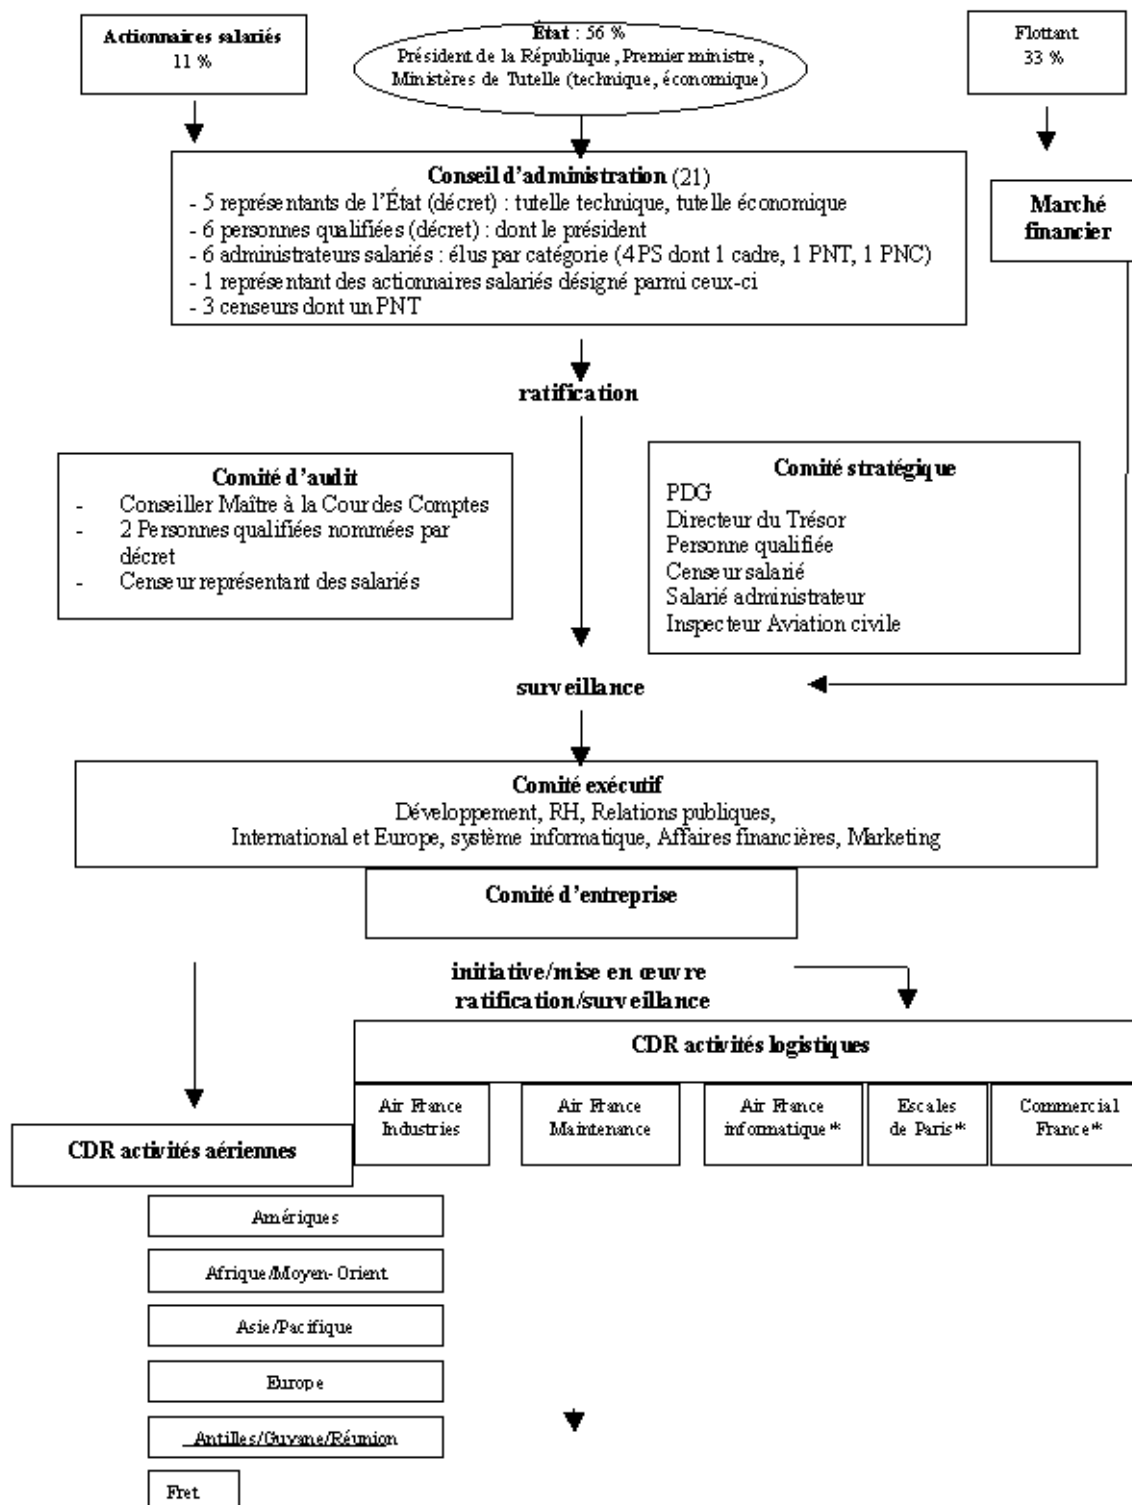 Actionnaires salariés
11 %
Etat : 56 %
Président de la République, Premier ministre,
Ministères de Tutelle (technique, économique)
Flottant
33 %
Conseil d'administration (21)
- 5 représentants de l'État (décret) : tutelle technique, tutelle économique
- 6 personnes qualifiées (décret) : dont le président
- 6 administrateurs salariés : élus par catégorie (4 PS dont 1 cadre, 1 PNT, 1 PNC)
- 1 représentant des actionnaires salariés désigné parmi ceux-ci
- 3 censeurs dont un PNT
Marché
financier
ratification
Comité d'audit
- Conseiller Maître à la Cour des Comptes
- 2 Personnes qualifiées nommées par
décret
- Censeur représentant des salariés
Comité stratégique
PDG
Directeur du Trésor
Personne qualifiée
Censeur salarié
Salarié administrateur
Inspecteur Aviation civile
surveillance
Comité exécutif
Développement, RH, Relations publiques,
International et Europe, système informatique, Affaires financières, Marketing
Comité d'entreprise
initiative/mise en œuvre
ratification/surveillance
CDR activités logistiques
Air France
Industries
Air France
Maintenance
Air France
informatique*
Escales
de Paris*
Commercial
France*
CDR activités aériennes
Amériques
Afrique/Moyen-Orient
Asie/Pacifique
Europe
Antilles/Guyane/Réunion
Fret